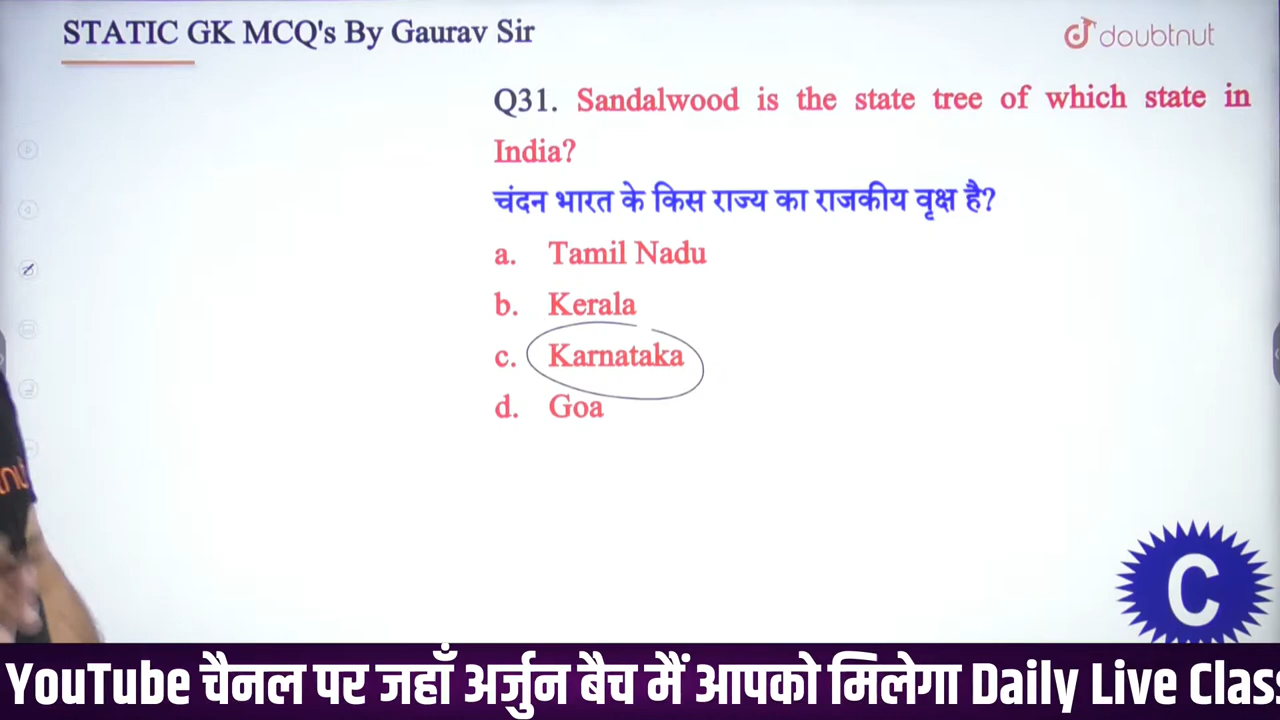 STATIC GK MCQ's By Gaurav Sir
doubtnut
Q31. Sandalwood is the state tree of which state in
India?
चंदन भारत के किस राज्य का राजकीय वृक्ष है?
a. Tamil Nadu
b. Kerala
c. Karnataka
d. Goa
C
YouTube चैनल पर जहाँ अर्जुन बैच मैं आपको मिलेगा Daily Live Class